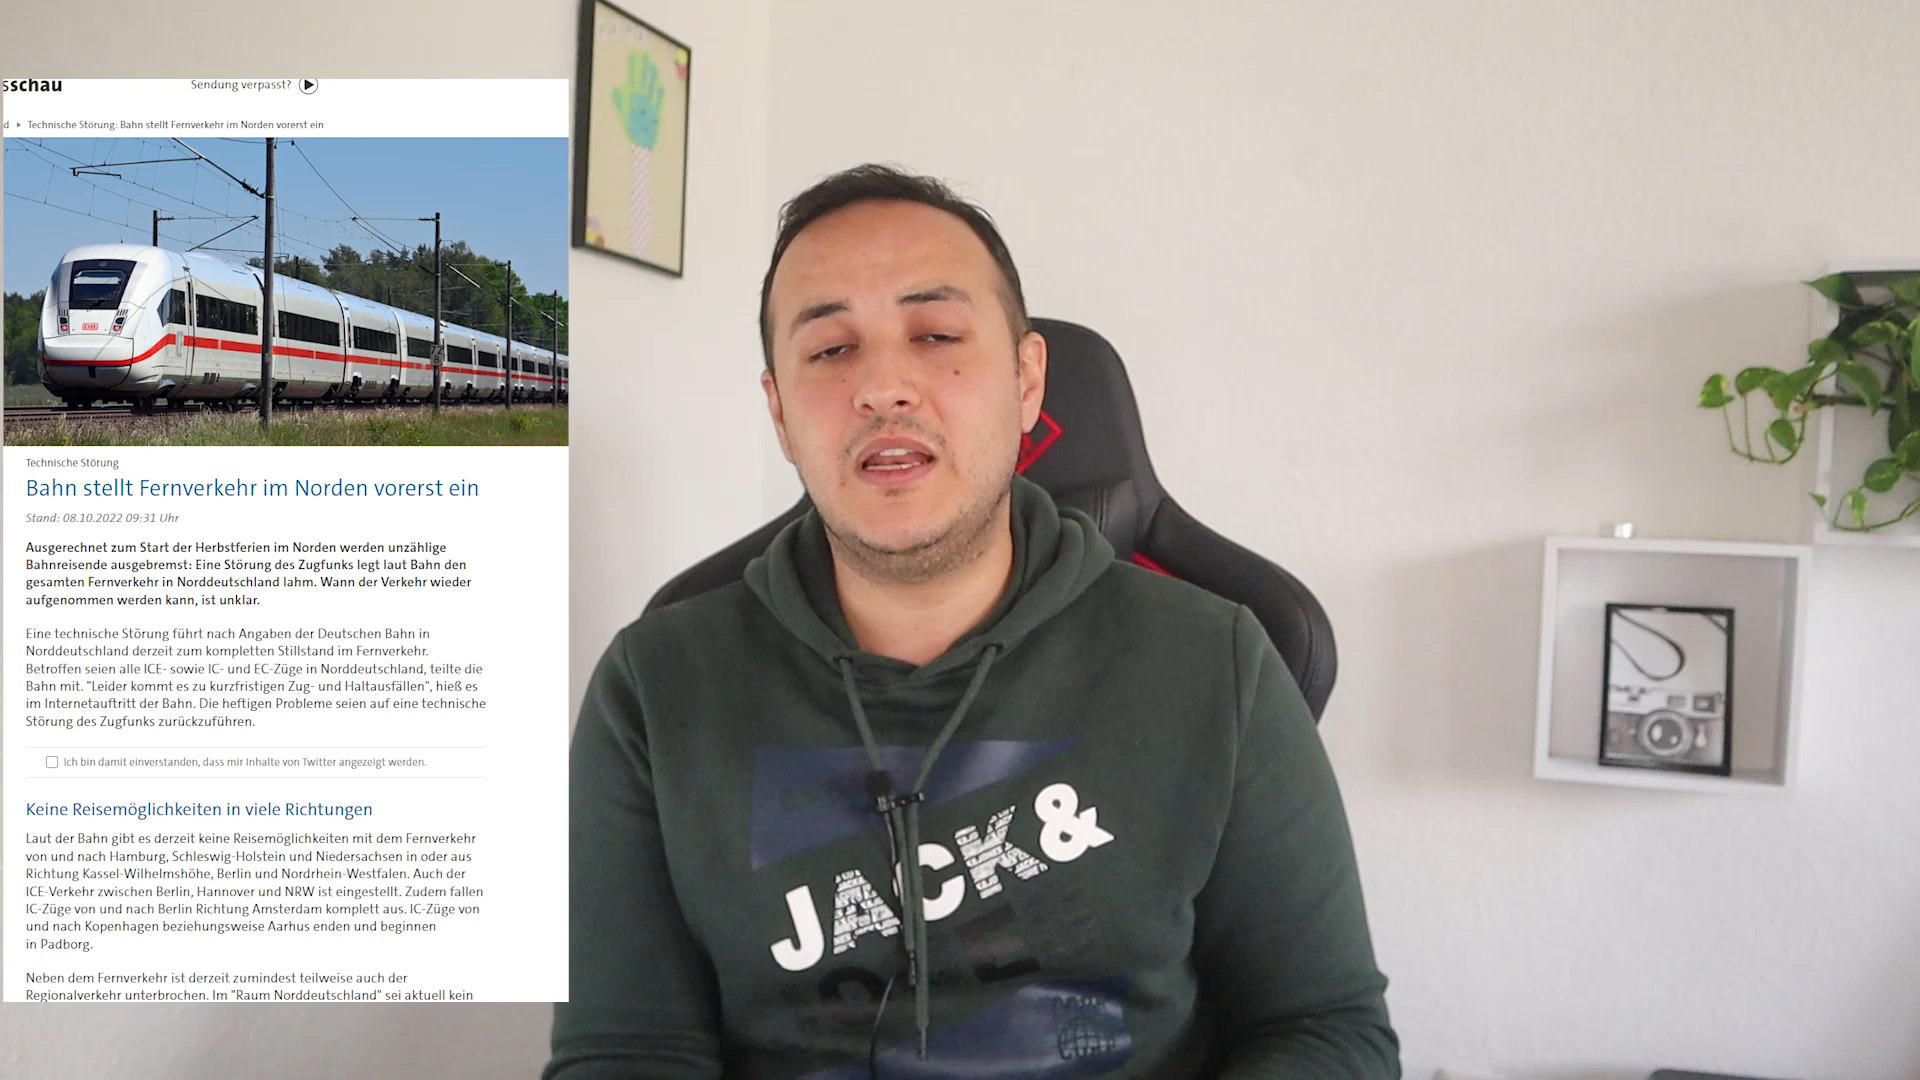 sschau
Sendung verpasst?
d ▸ Technische Störung: Bahn stellt Fernverkehr im Norden vorerst ein
DB
Technische Störung
Bahn stellt Fernverkehr im Norden vorerst ein
Stand: 08.10.2022 09:31 Uhr
Ausgerechnet zum Start der Herbstferien im Norden werden unzählige
Bahnreisende ausgebremst: Eine Störung des Zugfunks legt laut Bahn den
gesamten Fernverkehr in Norddeutschland lahm. Wann der Verkehr wieder
aufgenommen werden kann, ist unklar.
Eine technische Störung führt nach Angaben der Deutschen Bahn in
Norddeutschland derzeit zum kompletten Stillstand im Fernverkehr.
Betroffen seien alle ICE- sowie IC- und EC-Züge in Norddeutschland, teilte die
Bahn mit. "Leider kommt es zu kurzfristigen Zug- und Haltausfällen", hieß es
im Internetauftritt der Bahn. Die heftigen Probleme seien auf eine technische
Störung des Zugfunks zurückzuführen.
Ich bin damit einverstanden, dass mir Inhalte von Twitter angezeigt werden.
Keine Reisemöglichkeiten in viele Richtungen
Laut der Bahn gibt es derzeit keine Reisemöglichkeiten mit dem Fernverkehr
von und nach Hamburg, Schleswig-Holstein und Niedersachsen in oder aus
Richtung Kassel-Wilhelmshöhe, Berlin und Nordrhein-Westfalen. Auch der
ICE-Verkehr zwischen Berlin, Hannover und NRW ist eingestellt. Zudem fallen
IC-Züge von und nach Berlin Richtung Amsterdam komplett aus. IC-Züge von
und nach Kopenhagen beziehungsweise Aarhus enden und beginnen
in Padborg.
Neben dem Fernverkehr ist derzeit zumindest teilweise auch der
Regionalverkehr unterbrochen. Im "Raum Norddeutschland" sei aktuell kein
JACK &